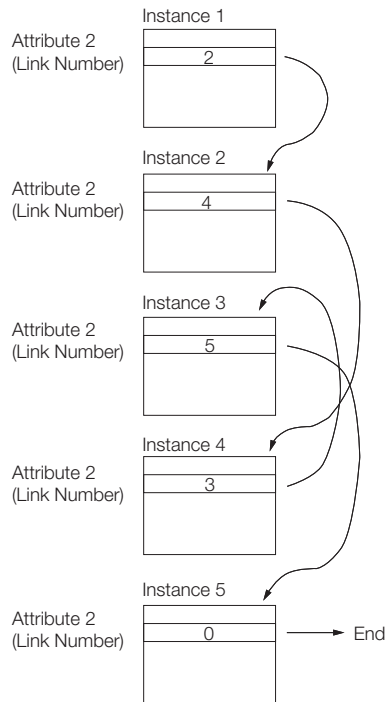 Instance 1
Attribute 2
(Link Number)
2
Instance 2
Attribute 2
(Link Number)
4
Instance 3
Attribute 2
(Link Number)
5
Instance 4
Attribute 2
(Link Number)
3
Instance 5
Attribute 2
(Link Number)
0
End